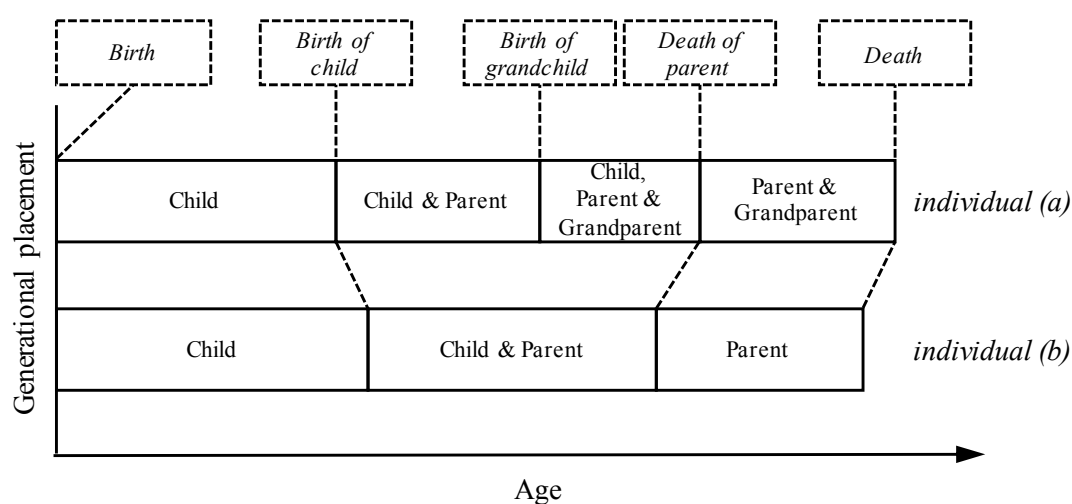 Birth
Birth of
child
Birth of
grandchild
Death of
parent
Death
Generational placement
Child
Child & Parent
Child,
Parent &
Grandparent
Parent &
Grandparent
individual (a)
Child
Child & Parent
Parent
individual (b)
Age